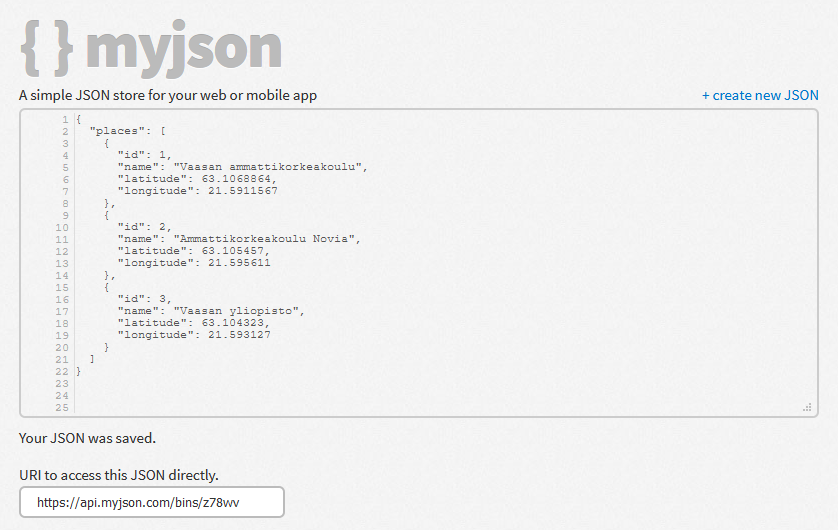 { } myjson
A simple JSON store for your web or mobile app
+ create new JSON
1 {
2   "places": [
3     {
4       "id": 1,
5       "name": "Vaasan ammattikorkeakoulu",
6       "latitude": 63.1068864,
7       "longitude": 21.5911567
8     },
9     {
10       "id": 2,
11       "name": "Ammattikorkeakoulu Novia",
12       "latitude": 63.105457,
13       "longitude": 21.595611
14     },
15     {
16       "id": 3,
17       "name": "Vaasan yliopisto",
18       "latitude": 63.104323,
19       "longitude": 21.593127
20     }
21   ]
22 }
23
24
25
Your JSON was saved.
URI to access this JSON directly.
https://api.myjson.com/bins/z78wv